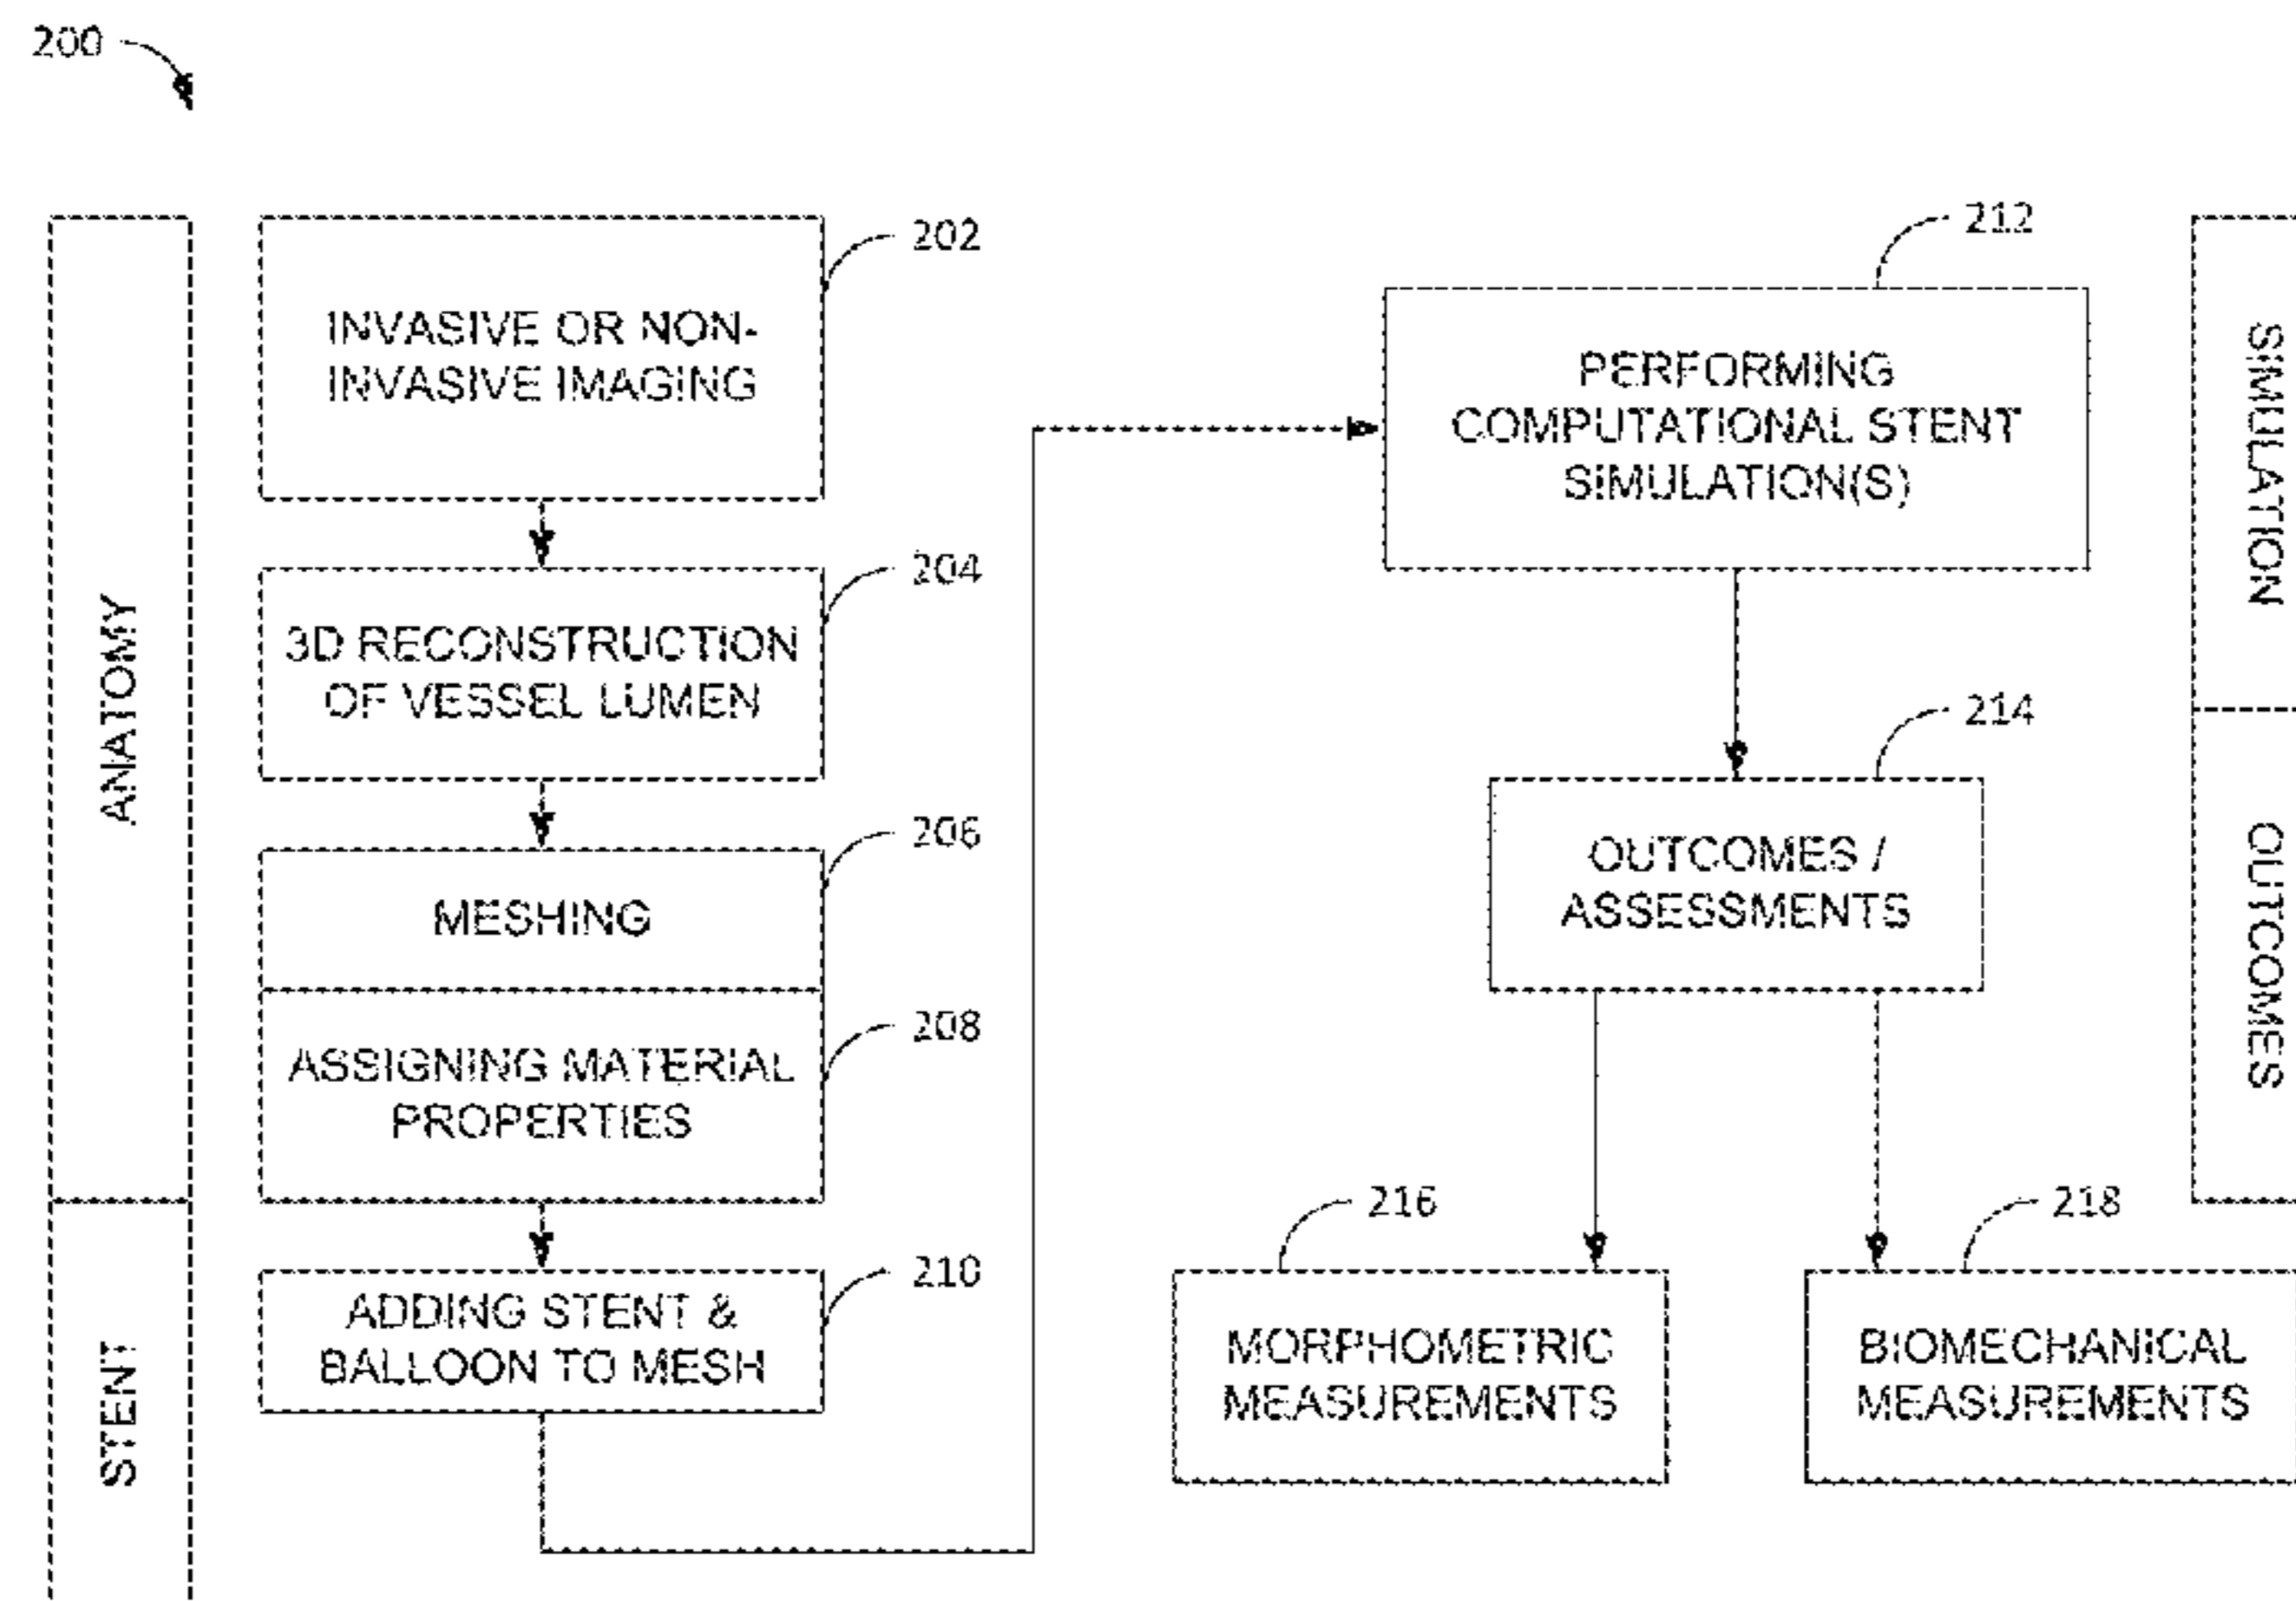 200
ANATOMY
STENT
202
INVASIVE OR NON-
INVASIVE IMAGING
204
3D RECONSTRUCTION
OF VESSEL LUMEN
206
MESHING
208
ASSIGNING MATERIAL
PROPERTIES
210
ADDING STENT &
BALLOON TO MESH
212
PERFORMING
COMPUTATIONAL STENT
SIMULATION(S)
214
OUTCOMES /
ASSESSMENTS
216
MORPHOMETRIC
MEASUREMENTS
218
BIOMECHANICAL
MEASUREMENTS
SIMULATION
OUTCOMES